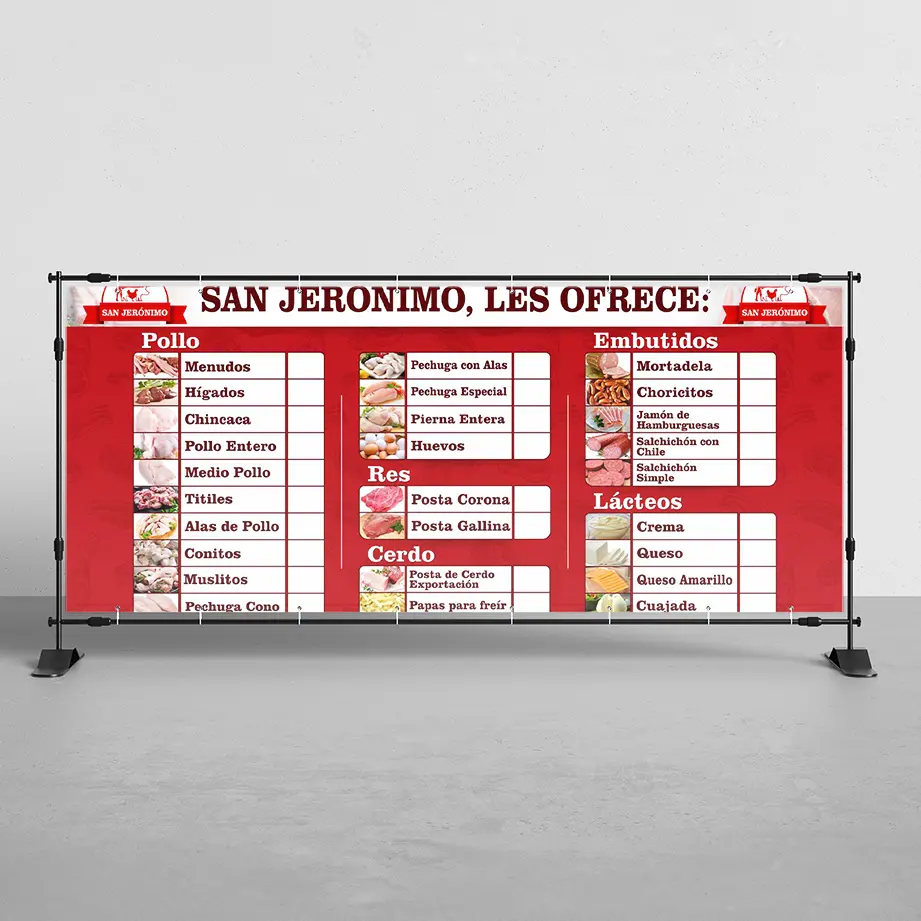 SAN JERONIMO, LES OFRECE:
SAN JERÓNIMO
SAN JERÓNIMO
Pollo
Menudos
Hígados
Chincaca
Pollo Entero
Medio Pollo
Titiles
Alas de Pollo
Conitos
Muslitos
Pechuga Cono
Pechuga con Alas
Pechuga Especial
Pierna Entera
Huevos
Res
Posta Corona
Posta Gallina
Cerdo
Posta de Cerdo
Exportación
Papas para freír
Embutidos
Mortadela
Choricitos
Jamón de
Hamburguesas
Salchichón con
Chile
Salchichón
Simple
Lácteos
Crema
Queso
Queso Amarillo
Cuajada